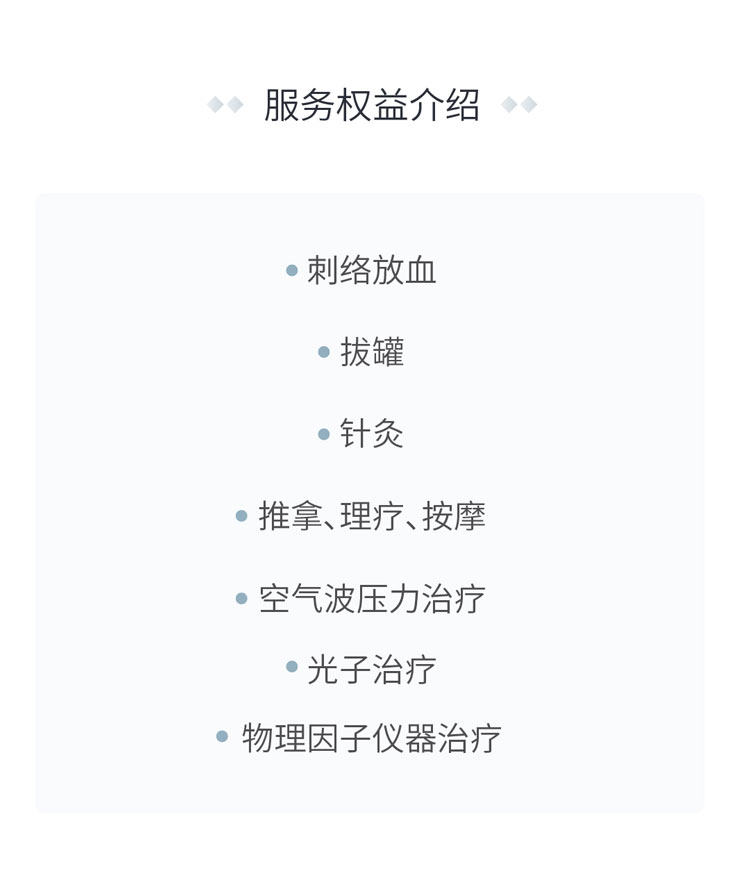 服务权益介绍
刺络放血
拔罐
针灸
推拿、理疗、按摩
空气波压力治疗
光子治疗
物理因子仪器治疗